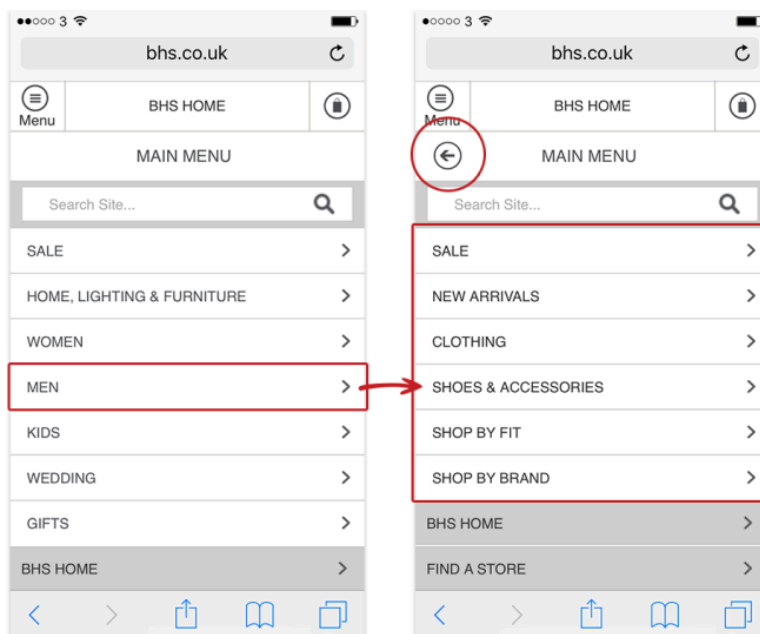 3
bhs.co.uk
Menu
BHS HOME
MAIN MENU
Search Site...
SALE
HOME, LIGHTING & FURNITURE
WOMEN
MEN
KIDS
WEDDING
GIFTS
BHS HOME
3
bhs.co.uk
Menu
BHS HOME
MAIN MENU
Search Site...
SALE
NEW ARRIVALS
CLOTHING
SHOES & ACCESSORIES
SHOP BY FIT
SHOP BY BRAND
BHS HOME
FIND A STORE